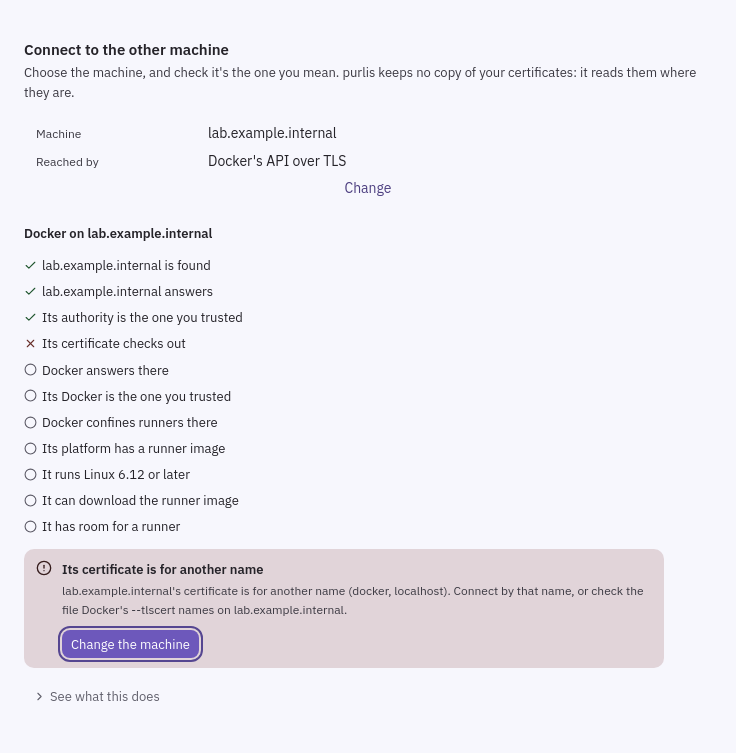 Connect to the other machine
Choose the machine, and check it's the one you mean. purlis keeps no copy of your certificates: it reads them where
they are.
Machine lab.example.internal
Reached by Docker's API over TLS
Change
Docker on lab.example.internal
lab.example.internal is found
lab.example.internal answers
Its authority is the one you trusted
Its certificate checks out
Docker answers there
Its Docker is the one you trusted
Docker confines runners there
Its platform has a runner image
It runs Linux 6.12 or later
It can download the runner image
It has room for a runner
Its certificate is for another name
lab.example.internal's certificate is for another name (docker, localhost). Connect by that name, or check the
file Docker's --tlscert names on lab.example.internal.
Change the machine
See what this does